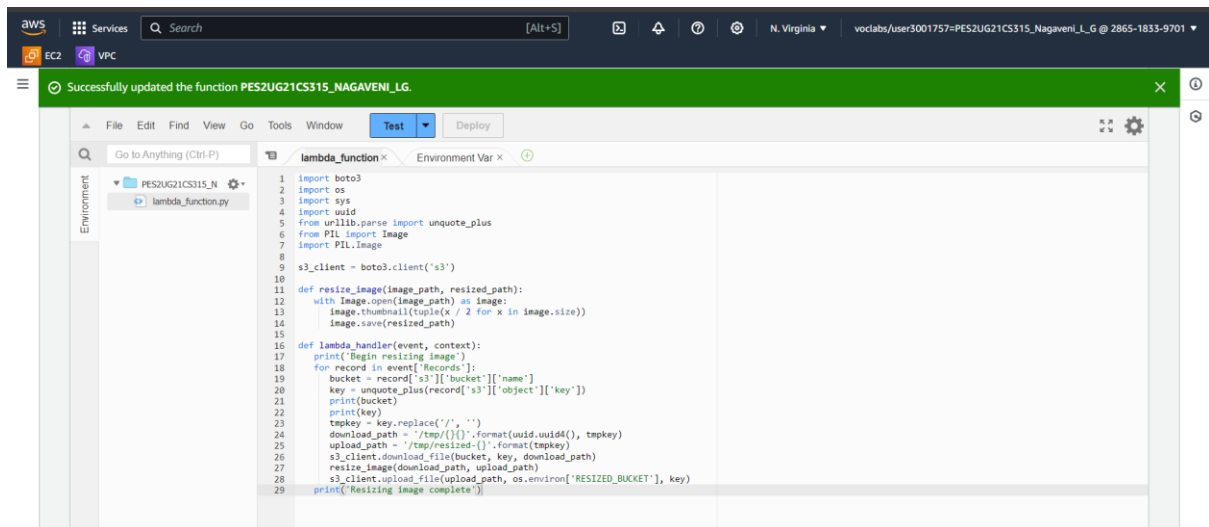 aws Services Search [Alt+S] N. Virginia ▼ voclabs/user3001757=PES2UG21CS315_Nagaveni_L_G @ 2865-1833-9701 ▼
EC2 VPC
Successfully updated the function PES2UG21CS315_NAGAVENI_LG.
File Edit Find View Go Tools Window Test Deploy
Go to Anything (Ctrl-P) lambda_function × Environment Var ×
Environment
PES2UG21CS315_N
lambda_function.py
1 import boto3
2 import os
3 import sys
4 import uuid
5 from urllib.parse import unquote_plus
6 from PIL import Image
7 import PIL.Image
8
9 s3_client = boto3.client('s3')
10
11 def resize_image(image_path, resized_path):
12 with Image.open(image_path) as image:
13 image.thumbnail(tuple(x / 2 for x in image.size))
14 image.save(resized_path)
15
16 def lambda_handler(event, context):
17 print('Begin resizing image')
18 for record in event['Records']:
19 bucket = record['s3']['bucket']['name']
20 key = unquote_plus(record['s3']['object']['key'])
21 print(bucket)
22 print(key)
23 tmpkey = key.replace('/', '')
24 download_path = '/tmp/{}{}'.format(uuid.uuid4(), tmpkey)
25 upload_path = '/tmp/resized-{}'.format(tmpkey)
26 s3_client.download_file(bucket, key, download_path)
27 resize_image(download_path, upload_path)
28 s3_client.upload_file(upload_path, os.environ['RESIZED_BUCKET'], key)
29 print('Resizing image complete')